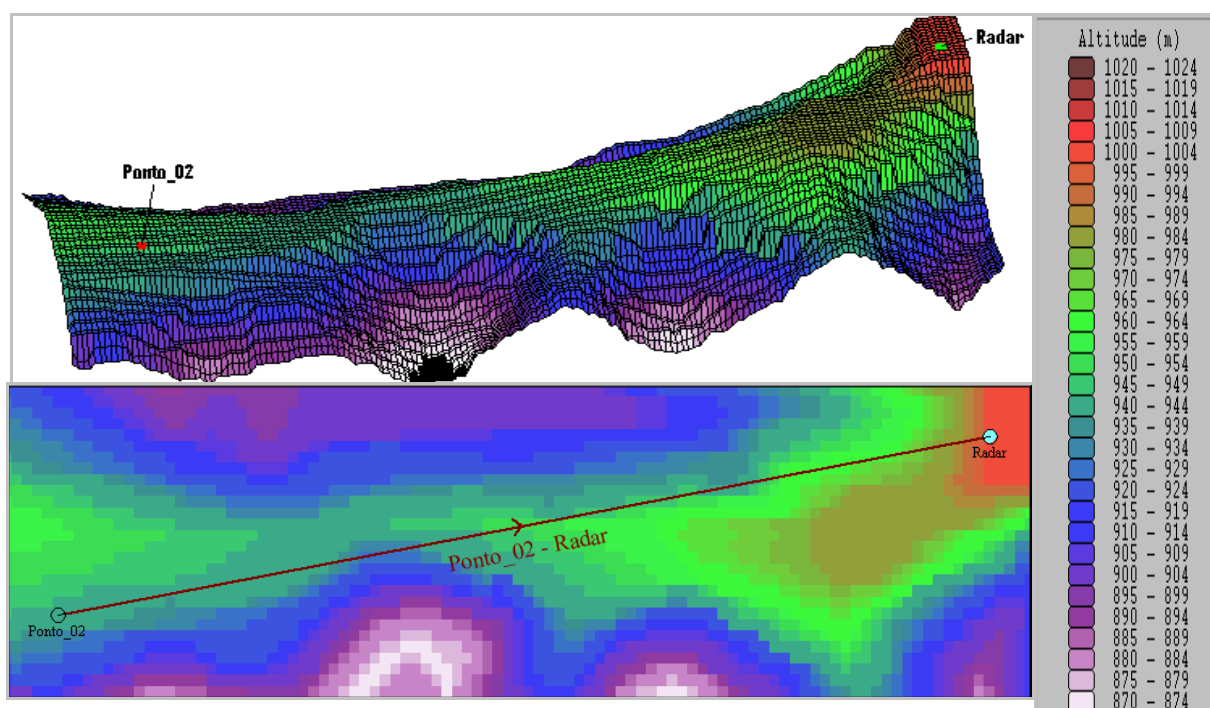 Radar
Ponto_02
Radar
Ponto_02 - Radar
Ponto_02
Altitude (m)
1020 - 1024
1015 - 1019
1010 - 1014
1005 - 1009
1000 - 1004
995 - 999
990 - 994
985 - 989
980 - 984
975 - 979
970 - 974
965 - 969
960 - 964
955 - 959
950 - 954
945 - 949
940 - 944
935 - 939
930 - 934
925 - 929
920 - 924
915 - 919
910 - 914
905 - 909
900 - 904
895 - 899
890 - 894
885 - 889
880 - 884
875 - 879
870 - 874